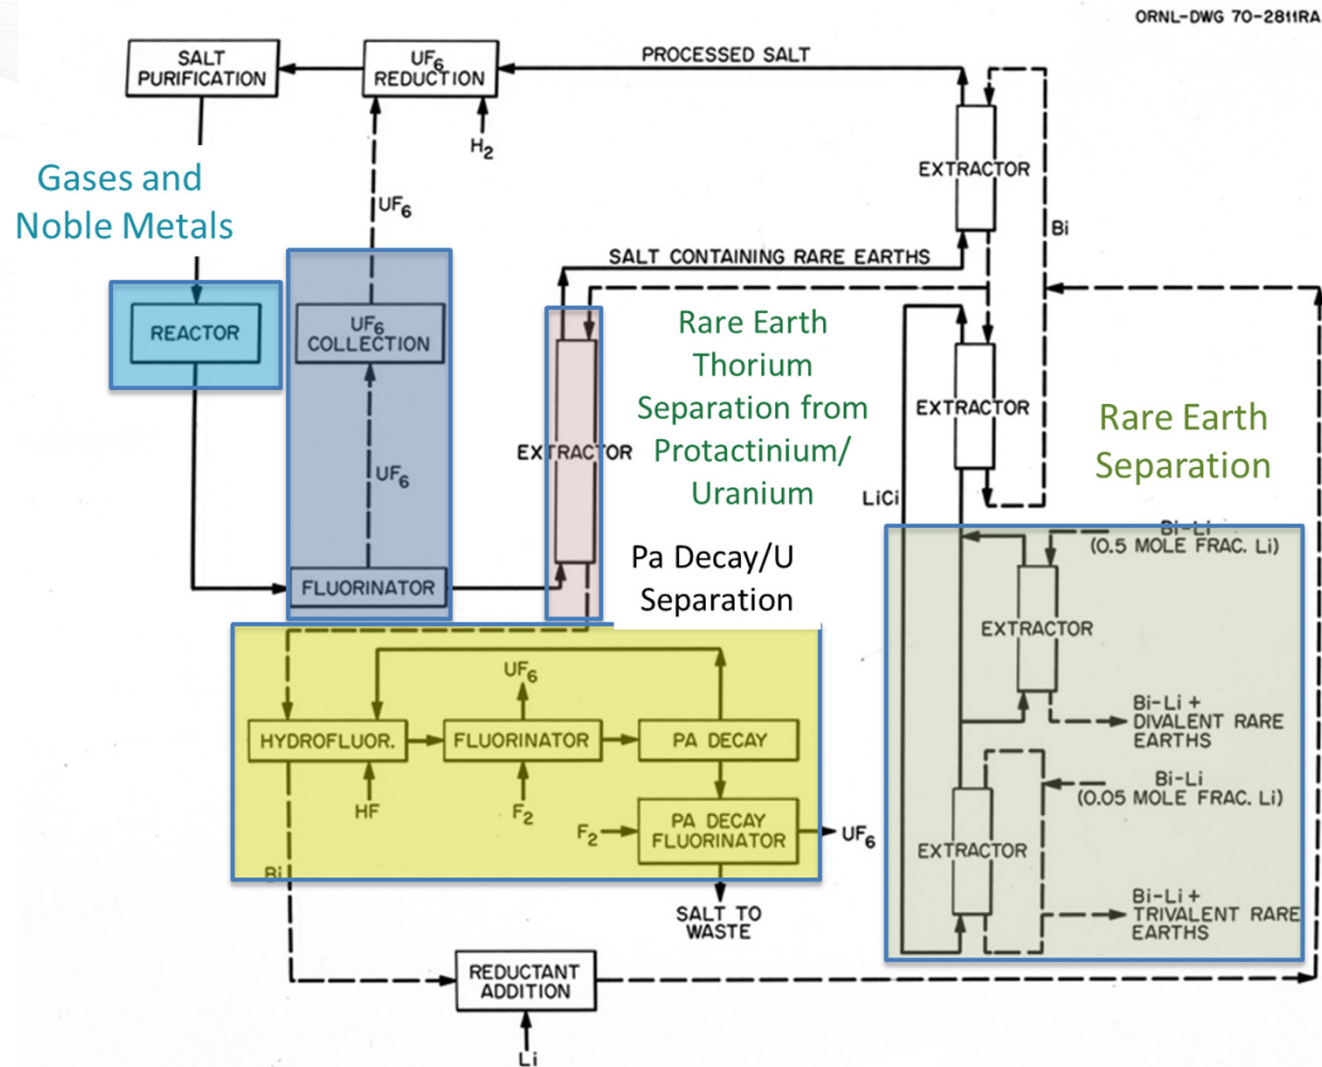 ORNL-DWG 70-2811RA
SALT
PURIFICATION
UF6
REDUCTION
PROCESSED SALT
H2
EXTRACTOR
Gases and
Noble Metals
UF6
Bi
SALT CONTAINING RARE EARTHS
REACTOR
UF6
COLLECTION
Rare Earth
Thorium
Separation from
Protactinium/
Uranium
EXTRACTOR
Rare Earth
Separation
EXTRACTOR
UF6
LiCi
Bi-Li
(0.5 MOLE FRAC. Li)
Pa Decay/U
Separation
FLUORINATOR
EXTRACTOR
UF6
Bi-Li +
DIVALENT RARE
EARTHS
HYDROFLUOR.
FLUORINATOR
PA DECAY
Bi-Li
(0.05 MOLE FRAC. Li)
HF
F2
F2
PA DECAY
FLUORINATOR
UF6
EXTRACTOR
Bi
SALT TO
WASTE
Bi-Li +
TRIVALENT RARE
EARTHS
REDUCTANT
ADDITION
Li